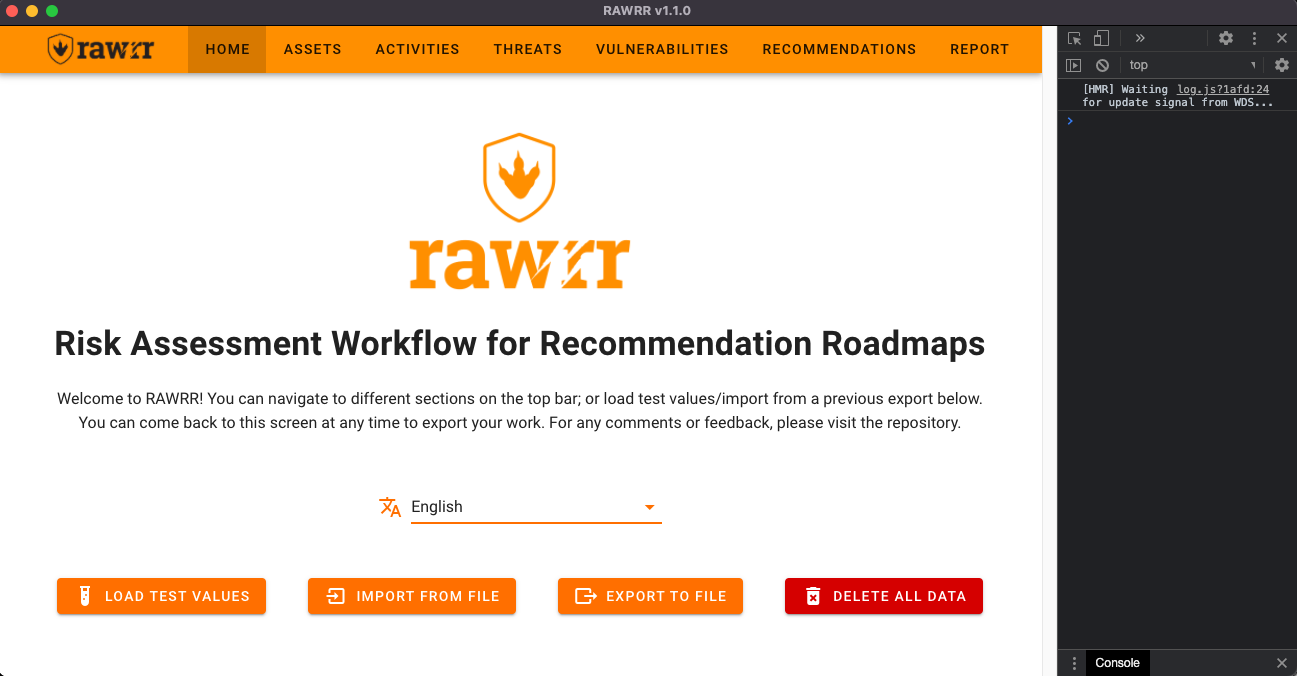 RAWRR v1.1.0
rawrr
HOME
ASSETS
ACTIVITIES
THREATS
VULNERABILITIES
RECOMMENDATIONS
REPORT
rawrr
Risk Assessment Workflow for Recommendation Roadmaps
Welcome to RAWRR! You can navigate to different sections on the top bar; or load test values/import from a previous export below.
You can come back to this screen at any time to export your work. For any comments or feedback, please visit the repository.
English
LOAD TEST VALUES
IMPORT FROM FILE
EXPORT TO FILE
DELETE ALL DATA
top
[HMR] Waiting log.js?1afd:24
for update signal from WDS...
Console